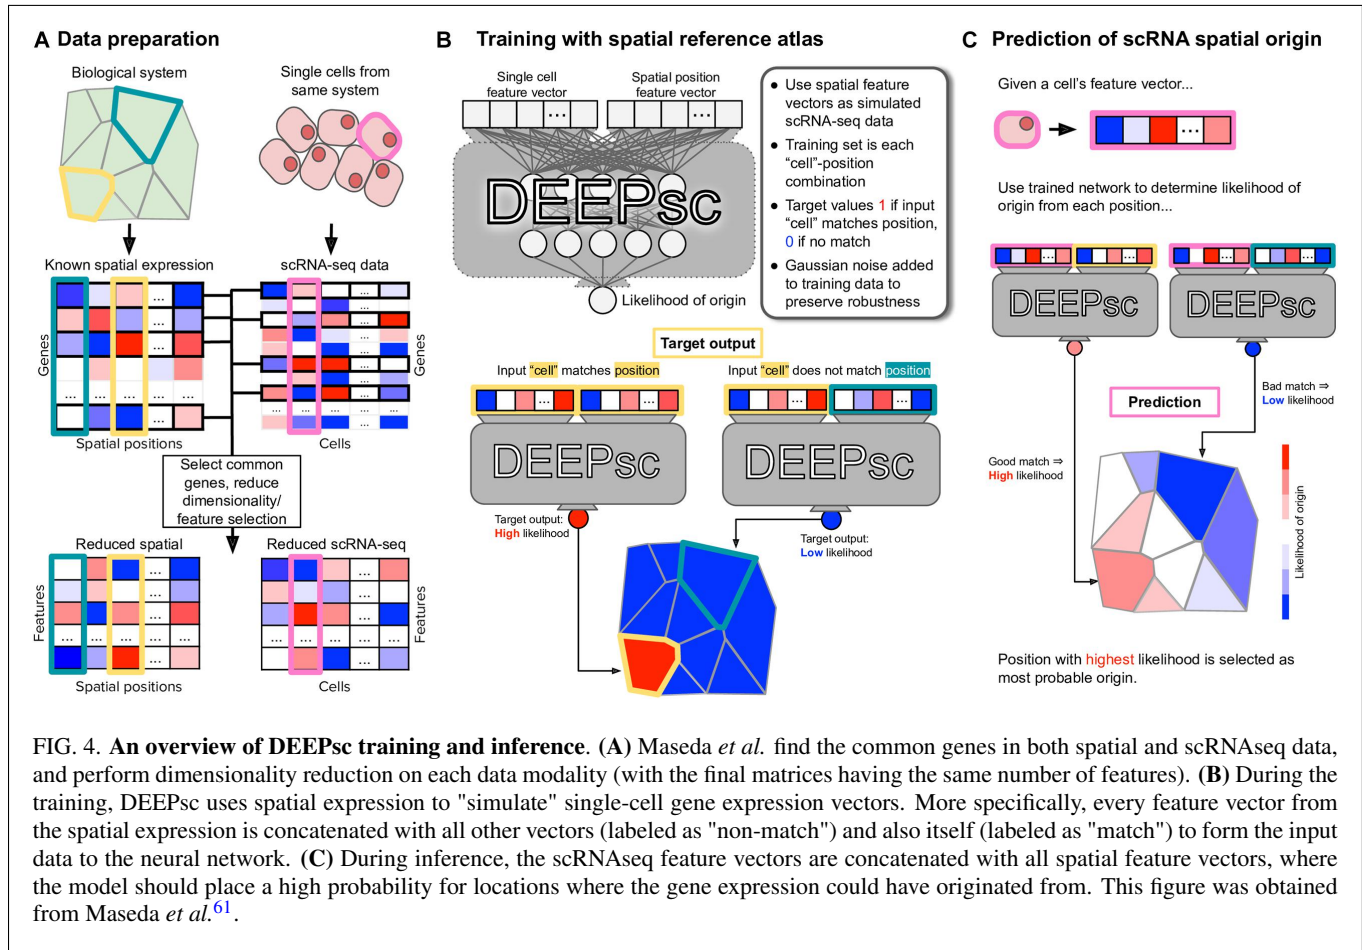 A Data preparation
Biological system
Single cells from
same system
Known spatial expression
scRNA-seq data
Genes
...
...
...
...
...
...
...
...
...
...
Genes
Spatial positions
Cells
Select common
genes, reduce
dimensionality/
feature selection
Reduced spatial
Reduced scRNA-seq
Features
...
...
...
...
...
...
...
...
Features
Spatial positions
Cells
B Training with spatial reference atlas
Single cell
feature vector
Spatial position
feature vector
...
...
DEEPsc
Likelihood of origin
● Use spatial feature
vectors as simulated
scRNA-seq data
● Training set is each
“cell”-position
combination
● Target values 1 if input
“cell” matches position,
0 if no match
● Gaussian noise added
to training data to
preserve robustness
Target output
Input “cell” matches position
Input “cell” does not match position
...
...
...
...
DEEPsc
DEEPsc
Target output:
High likelihood
Target output:
Low likelihood
C Prediction of scRNA spatial origin
Given a cell's feature vector...
...
Use trained network to determine likelihood of
origin from each position...
...
...
...
...
DEEPsc
DEEPsc
Bad match ⇒
Low likelihood
Prediction
Good match ⇒
High likelihood
Likelihood of origin
Position with highest likelihood is selected as
most probable origin.
FIG. 4. An overview of DEEPsc training and inference. (A) Maseda et al. find the common genes in both spatial and scRNAseq data,
and perform dimensionality reduction on each data modality (with the final matrices having the same number of features). (B) During the
training, DEEPsc uses spatial expression to "simulate" single-cell gene expression vectors. More specifically, every feature vector from
the spatial expression is concatenated with all other vectors (labeled as "non-match") and also itself (labeled as "match") to form the input
data to the neural network. (C) During inference, the scRNAseq feature vectors are concatenated with all spatial feature vectors, where
the model should place a high probability for locations where the gene expression could have originated from. This figure was obtained
from Maseda et al.61.